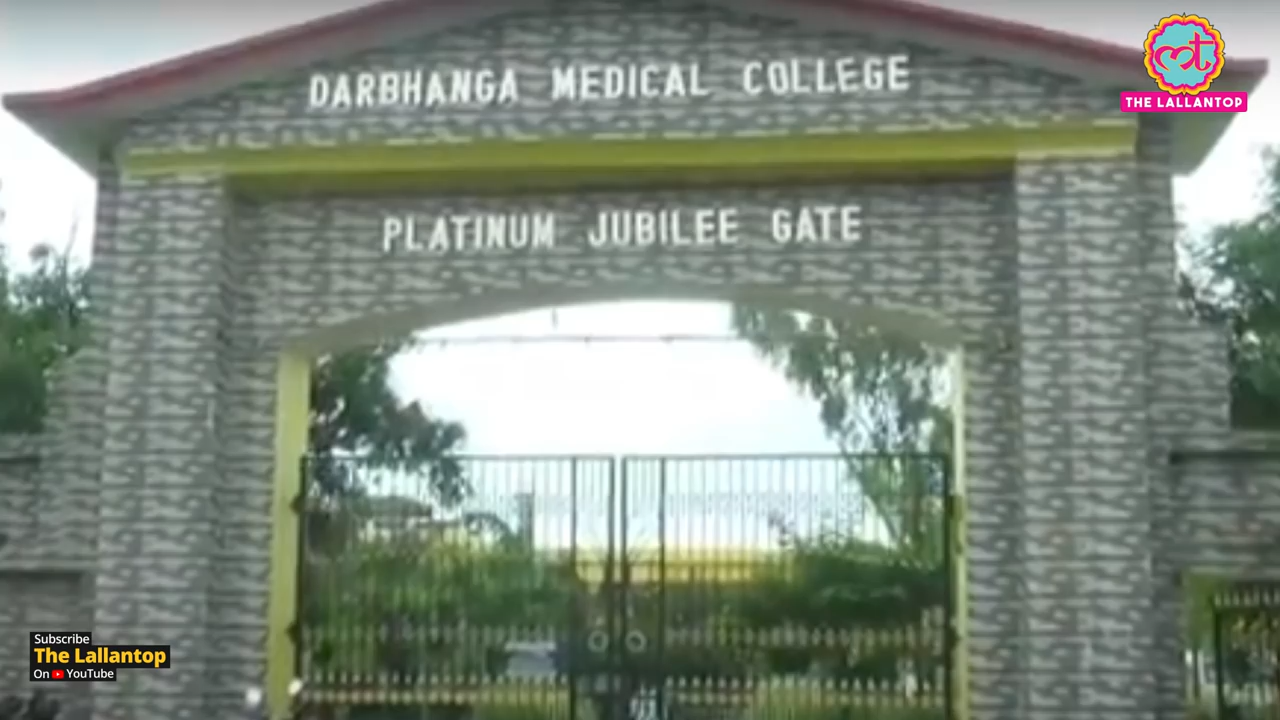 DARBHANGA MEDICAL COLLEGE
PLATINUM JUBILEE GATE
THE LALLANTOP
Subscribe
The Lallantop
On YouTube